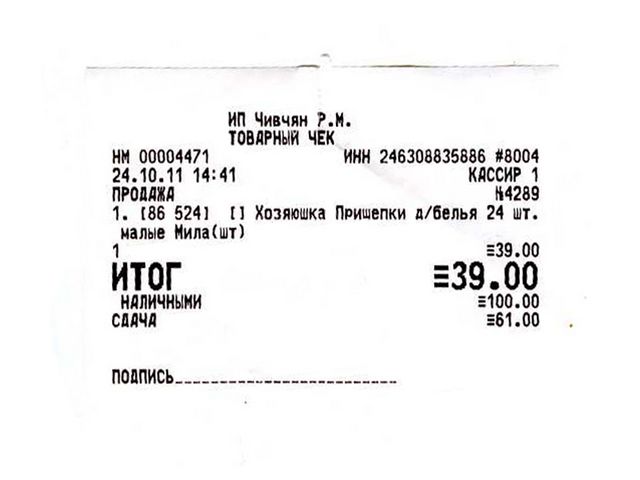 ИП Чивчян Р.М.
ТОВАРНЫЙ ЧЕК
НМ 00004471 ИНН 246308835886 #8004
24.10.11 14:41 КАССИР 1
ПРОДАЖА №4289
1. [86 524] [] Хозяюшка Прищепки д/белья 24 шт.
малые Мила(шт)
1 ≡39.00
ИТОГ ≡39.00
НАЛИЧНЫМИ ≡100.00
СДАЧА ≡61.00
ПОДПИСЬ_________________________